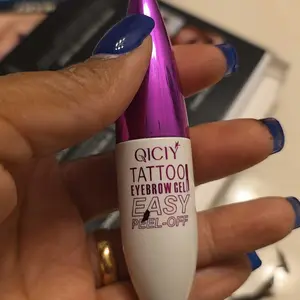 QICIY
TATTOO
EYEBROW GEL
EASY
PEEL-OFF